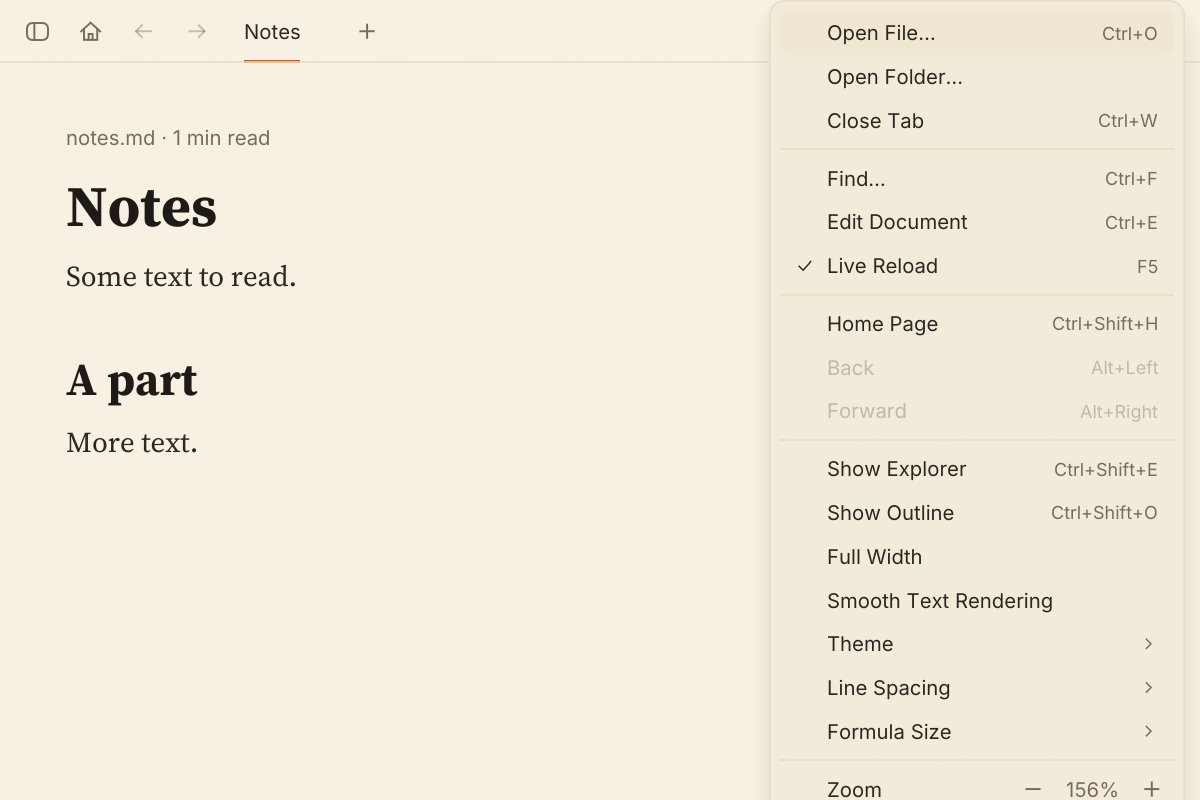 Notes
notes.md · 1 min read
Notes
Some text to read.
A part
More text.
Open File... Ctrl+O
Open Folder...
Close Tab Ctrl+W
Find... Ctrl+F
Edit Document Ctrl+E
Live Reload F5
Home Page Ctrl+Shift+H
Back Alt+Left
Forward Alt+Right
Show Explorer Ctrl+Shift+E
Show Outline Ctrl+Shift+O
Full Width
Smooth Text Rendering
Theme
Line Spacing
Formula Size
Zoom — 156% +